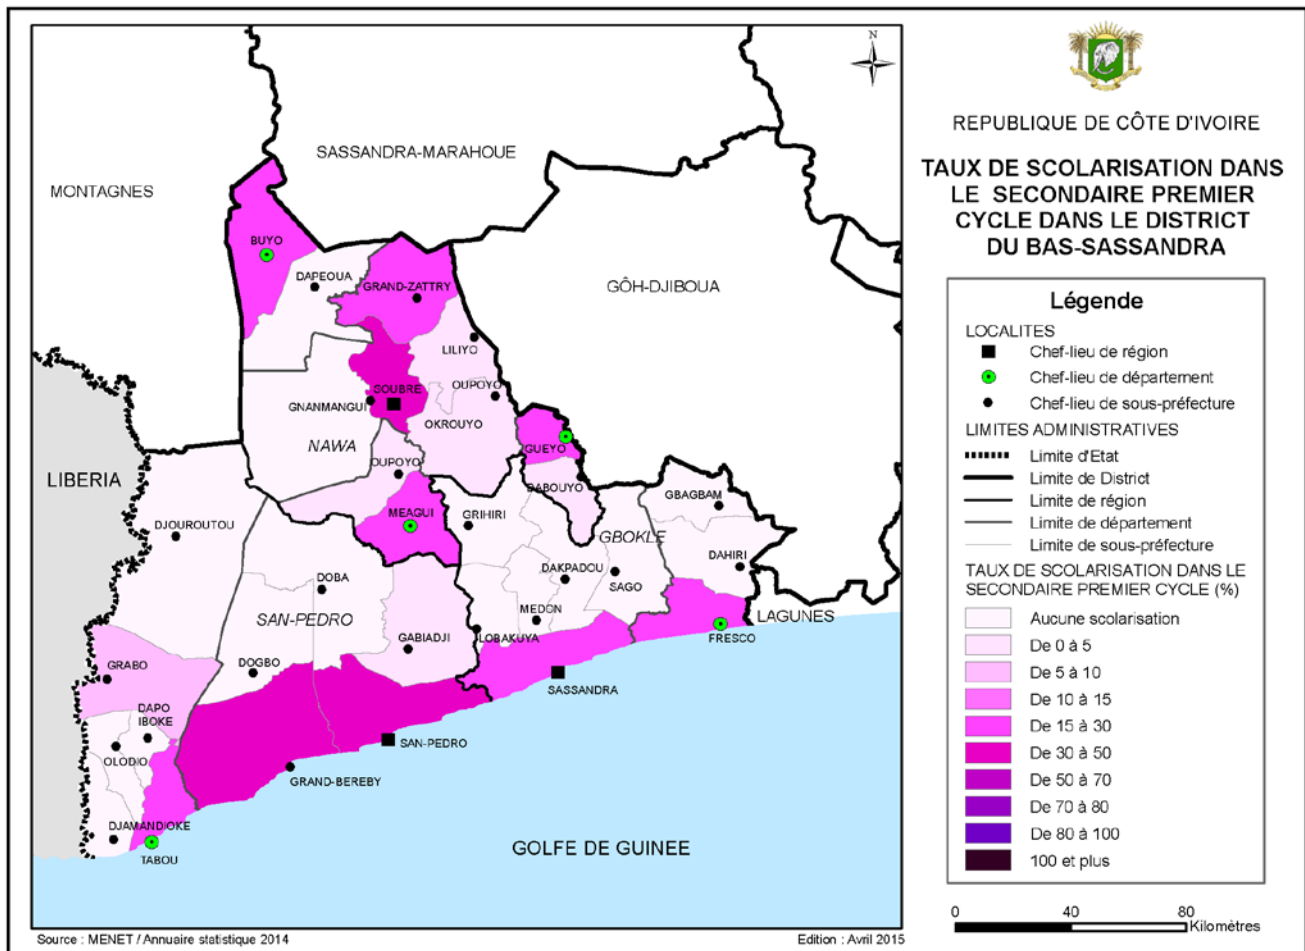 N
SASSANDRA-MARAHOUE
MONTAGNES
BUYO
DAPEOUA
GRAND-ZATTRY
GÔH-DJIBOUA
LILIYO
SOUBRE
OUPOYO
GNANMANGUI
OKROUYO
NAWA
GUEYO
LIBERIA
OUPOYO
DABOUYO
GBAGBAM
MEAGUI
GRIHIRI
DJOUROUTOU
GBOKLE
DAHIRI
DOBA
DAKPADOU
SAGO
SAN-PEDRO
MEDON
LAGUNES
GABIADJI
LOBAKUYA
FRESCO
GRABO
DOGBO
SASSANDRA
DAPO
IBOKE
OLODIO
SAN-PEDRO
GRAND-BEREBY
DJAMANDIOKE
TABOU
GOLFE DE GUINEE
Source : MENET / Annuaire statistique 2014
Edition : Avril 2015
REPUBLIQUE DE CÔTE D'IVOIRE
TAUX DE SCOLARISATION DANS
LE SECONDAIRE PREMIER
CYCLE DANS LE DISTRICT
DU BAS-SASSANDRA
Légende
LOCALITES
Chef-lieu de région
Chef-lieu de département
Chef-lieu de sous-préfecture
LIMITES ADMINISTRATIVES
Limite d'Etat
Limite de District
Limite de région
Limite de département
Limite de sous-préfecture
TAUX DE SCOLARISATION DANS LE
SECONDAIRE PREMIER CYCLE (%)
Aucune scolarisation
De 0 à 5
De 5 à 10
De 10 à 15
De 15 à 30
De 30 à 50
De 50 à 70
De 70 à 80
De 80 à 100
100 et plus
0 40 80
Kilomètres